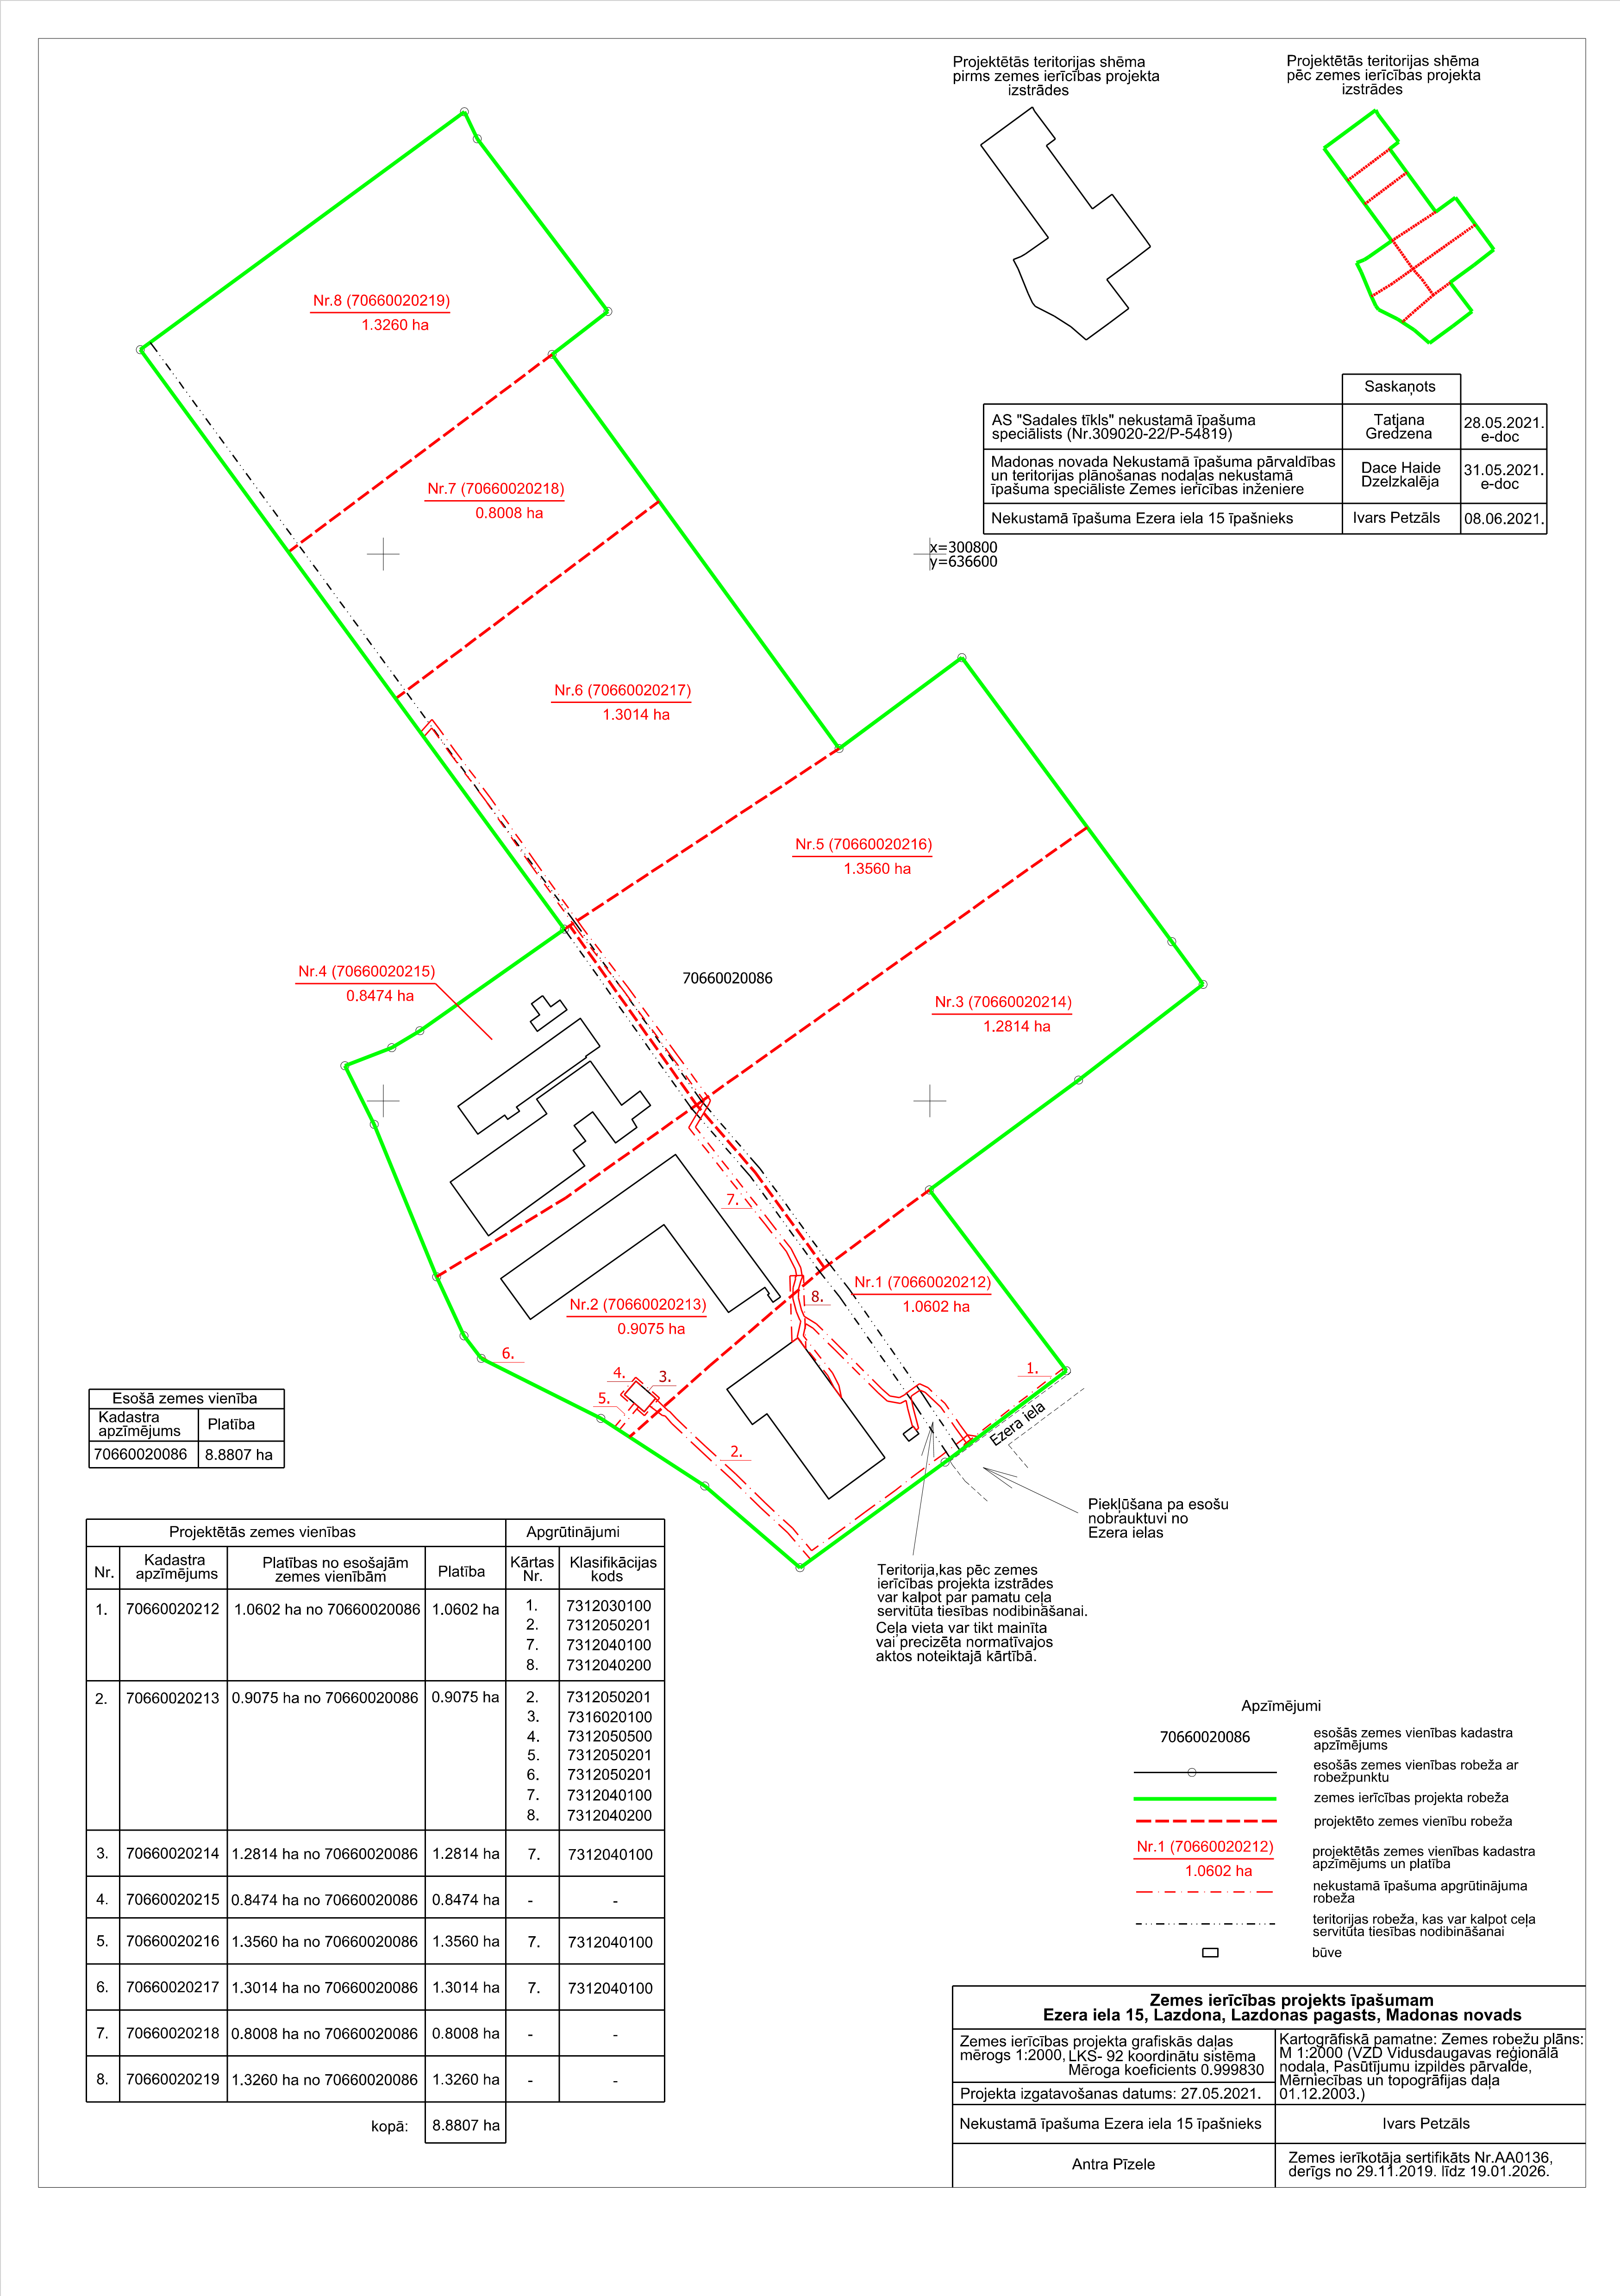 Projektētās teritorijas shēma
pirms zemes ierīcības projekta
izstrādes
Projektētās teritorijas shēma
pēc zemes ierīcības projekta
izstrādes
Nr.8 (70660020219)
1.3260 ha
Saskaņots
AS "Sadales tīkls" nekustamā īpašuma
speciālists (Nr.309020-22/P-54819)
Tatjana
Gredzena
28.05.2021.
e-doc
Madonas novada Nekustamā īpašuma pārvaldības
un teritorijas plānošanas nodaļas nekustamā
īpašuma speciāliste Zemes ierīcības inženiere
Dace Haide
Dzelzkalēja
31.05.2021.
e-doc
Nekustamā īpašuma Ezera iela 15 īpašnieks
Ivars Petzāls
08.06.2021.
Nr.7 (70660020218)
0.8008 ha
x=300800
y=636600
Nr.6 (70660020217)
1.3014 ha
Nr.5 (70660020216)
1.3560 ha
Nr.4 (70660020215)
0.8474 ha
70660020086
Nr.3 (70660020214)
1.2814 ha
7.
8.
Nr.1 (70660020212)
1.0602 ha
Nr.2 (70660020213)
0.9075 ha
6.
4.
3.
5.
2.
1.
Ezera iela
Piekļūšana pa esošu
nobrauktuvi no
Ezera ielas
Teritorija,kas pēc zemes
ierīcības projekta izstrādes
var kalpot par pamatu ceļa
servitūta tiesības nodibināšanai.
Ceļa vieta var tikt mainīta
vai precizēta normatīvajos
aktos noteiktajā kārtībā.
Esošā zemes vienība
Kadastra
apzīmējums
Platība
70660020086 8.8807 ha
Projektētās zemes vienības Apgrūtinājumi
Nr.
Kadastra
apzīmējums
Platības no esošajām
zemes vienībām
Platība
Kārtas
Nr.
Klasifikācijas
kods
1. 70660020212 1.0602 ha no 70660020086 1.0602 ha 1. 7312030100
2. 7312050201
7. 7312040100
8. 7312040200
2. 70660020213 0.9075 ha no 70660020086 0.9075 ha 2. 7312050201
3. 7316020100
4. 7312050500
5. 7312050201
6. 7312050201
7. 7312040100
8. 7312040200
3. 70660020214 1.2814 ha no 70660020086 1.2814 ha 7. 7312040100
4. 70660020215 0.8474 ha no 70660020086 0.8474 ha - -
5. 70660020216 1.3560 ha no 70660020086 1.3560 ha 7. 7312040100
6. 70660020217 1.3014 ha no 70660020086 1.3014 ha 7. 7312040100
7. 70660020218 0.8008 ha no 70660020086 0.8008 ha - -
8. 70660020219 1.3260 ha no 70660020086 1.3260 ha - -
kopā: 8.8807 ha
Apzīmējumi
70660020086
esošās zemes vienības kadastra
apzīmējums
esošās zemes vienības robeža ar
robežpunktu
zemes ierīcības projekta robeža
projektēto zemes vienību robeža
Nr.1 (70660020212)
1.0602 ha
projektētās zemes vienības kadastra
apzīmējums un platība
nekustamā īpašuma apgrūtinājuma
robeža
teritorijas robeža, kas var kalpot ceļa
servitūta tiesības nodibināšanai
būve
Zemes ierīcības projekts īpašumam
Ezera iela 15, Lazdona, Lazdonas pagasts, Madonas novads
Zemes ierīcības projekta grafiskās daļas
mērogs 1:2000, LKS- 92 koordinātu sistēma
Mēroga koeficients 0.999830
Projekta izgatavošanas datums: 27.05.2021.
Kartogrāfiskā pamatne: Zemes robežu plāns:
M 1:2000 (VZD Vidusdaugavas reģionālā
nodaļa, Pasūtījumu izpildes pārvalde,
Mērniecības un topogrāfijas daļa
01.12.2003.)
Nekustamā īpašuma Ezera iela 15 īpašnieks
Ivars Petzāls
Antra Pīzele
Zemes ierīkotāja sertifikāts Nr.AA0136,
derīgs no 29.11.2019. līdz 19.01.2026.